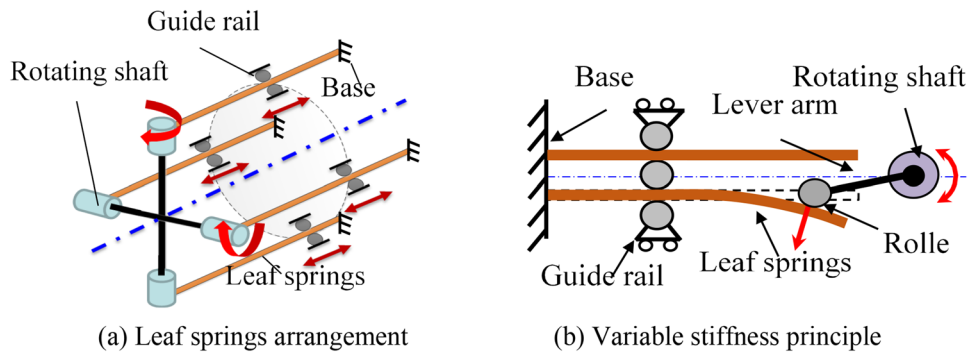 Guide rail
Rotating shaft
Base
Leaf springs
(a) Leaf springs arrangement
Rotating shaft
Base
Lever arm
Guide rail
Leaf springs
Rolle
(b) Variable stiffness principle